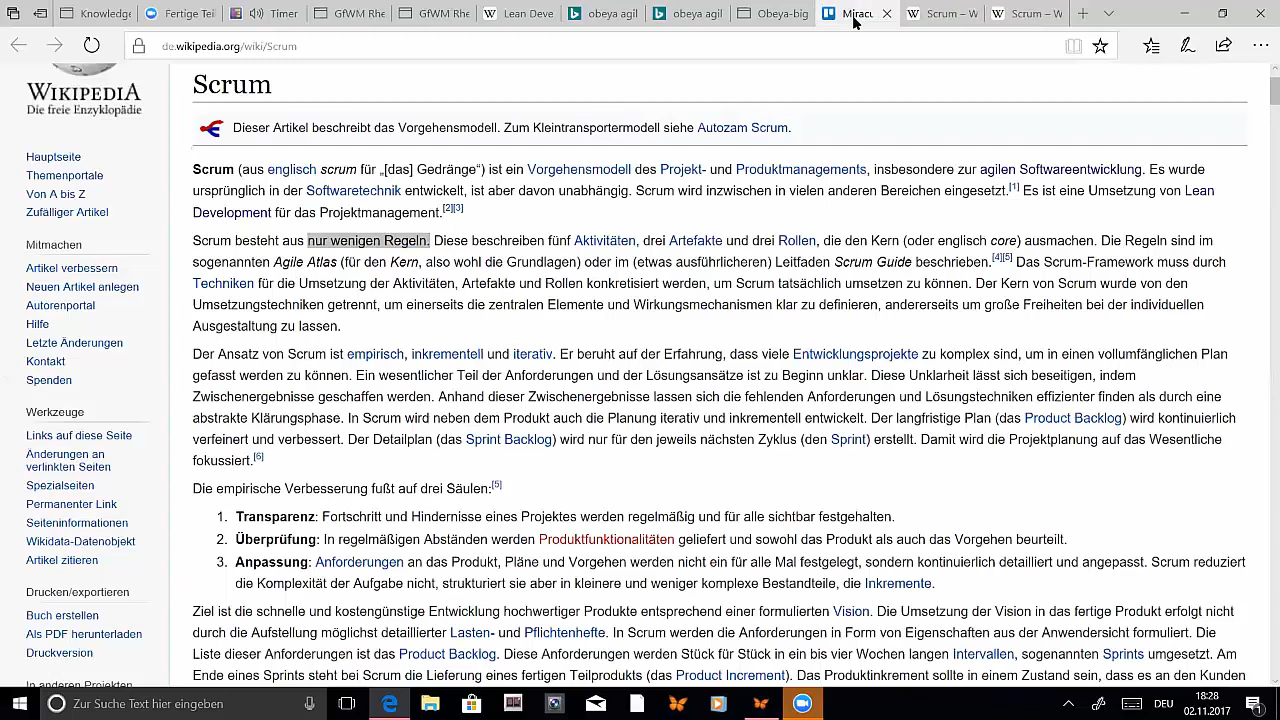 Knowledg
Fertige Teil
Timer
GfWM Rhe
GfWM Rhe
Lean Deve
obeya agil
obeya agil
Obeya-big
Miracu
Scrum – W
Scrum – W
de.wikipedia.org/wiki/Scrum
WIKIPEDIA
Die freie Enzyklopädie
Hauptseite
Themenportale
Von A bis Z
Zufälliger Artikel
Mitmachen
Artikel verbessern
Neuen Artikel anlegen
Autorenportal
Hilfe
Letzte Änderungen
Kontakt
Spenden
Werkzeuge
Links auf diese Seite
Änderungen an
verlinkten Seiten
Spezialseiten
Permanenter Link
Seiteninformationen
Wikidata-Datenobjekt
Artikel zitieren
Drucken/exportieren
Buch erstellen
Als PDF herunterladen
Druckversion
In anderen Projekten
Scrum
Dieser Artikel beschreibt das Vorgehensmodell. Zum Kleintransportermodell siehe Autozam Scrum.
Scrum (aus englisch scrum für „[das] Gedränge“) ist ein Vorgehensmodell des Projekt- und Produktmanagements, insbesondere zur agilen Softwareentwicklung. Es wurde
ursprünglich in der Softwaretechnik entwickelt, ist aber davon unabhängig. Scrum wird inzwischen in vielen anderen Bereichen eingesetzt.[1] Es ist eine Umsetzung von Lean
Development für das Projektmanagement.[2][3]
Scrum besteht aus nur wenigen Regeln. Diese beschreiben fünf Aktivitäten, drei Artefakte und drei Rollen, die den Kern (oder englisch core) ausmachen. Die Regeln sind im
sogenannten Agile Atlas (für den Kern, also wohl die Grundlagen) oder im (etwas ausführlicheren) Leitfaden Scrum Guide beschrieben.[4][5] Das Scrum-Framework muss durch
Techniken für die Umsetzung der Aktivitäten, Artefakte und Rollen konkretisiert werden, um Scrum tatsächlich umsetzen zu können. Der Kern von Scrum wurde von den
Umsetzungstechniken getrennt, um einerseits die zentralen Elemente und Wirkungsmechanismen klar zu definieren, andererseits um große Freiheiten bei der individuellen
Ausgestaltung zu lassen.
Der Ansatz von Scrum ist empirisch, inkrementell und iterativ. Er beruht auf der Erfahrung, dass viele Entwicklungsprojekte zu komplex sind, um in einen vollumfänglichen Plan
gefasst werden zu können. Ein wesentlicher Teil der Anforderungen und der Lösungsansätze ist zu Beginn unklar. Diese Unklarheit lässt sich beseitigen, indem
Zwischenergebnisse geschaffen werden. Anhand dieser Zwischenergebnisse lassen sich die fehlenden Anforderungen und Lösungstechniken effizienter finden als durch eine
abstrakte Klärungsphase. In Scrum wird neben dem Produkt auch die Planung iterativ und inkrementell entwickelt. Der langfristige Plan (das Product Backlog) wird kontinuierlich
verfeinert und verbessert. Der Detailplan (das Sprint Backlog) wird nur für den jeweils nächsten Zyklus (den Sprint) erstellt. Damit wird die Projektplanung auf das Wesentliche
fokussiert.[6]
Die empirische Verbesserung fußt auf drei Säulen:[5]
1. Transparenz: Fortschritt und Hindernisse eines Projektes werden regelmäßig und für alle sichtbar festgehalten.
2. Überprüfung: In regelmäßigen Abständen werden Produktfunktionalitäten geliefert und sowohl das Produkt als auch das Vorgehen beurteilt.
3. Anpassung: Anforderungen an das Produkt, Pläne und Vorgehen werden nicht ein für alle Mal festgelegt, sondern kontinuierlich detailliert und angepasst. Scrum reduziert
die Komplexität der Aufgabe nicht, strukturiert sie aber in kleinere und weniger komplexe Bestandteile, die Inkremente.
Ziel ist die schnelle und kostengünstige Entwicklung hochwertiger Produkte entsprechend einer formulierten Vision. Die Umsetzung der Vision in das fertige Produkt erfolgt nicht
durch die Aufstellung möglichst detaillierter Lasten- und Pflichtenhefte. In Scrum werden die Anforderungen in Form von Eigenschaften aus der Anwendersicht formuliert. Die
Liste dieser Anforderungen ist das Product Backlog. Diese Anforderungen werden Stück für Stück in ein bis vier Wochen langen Intervallen, sogenannten Sprints umgesetzt. Am
Ende eines Sprints steht bei Scrum die Lieferung eines fertigen Teilprodukts (das Product Increment). Das Produktinkrement sollte in einem Zustand sein, dass es an den Kunden
Zur Suche Text hier eingeben
DEU
18:28
02.11.2017